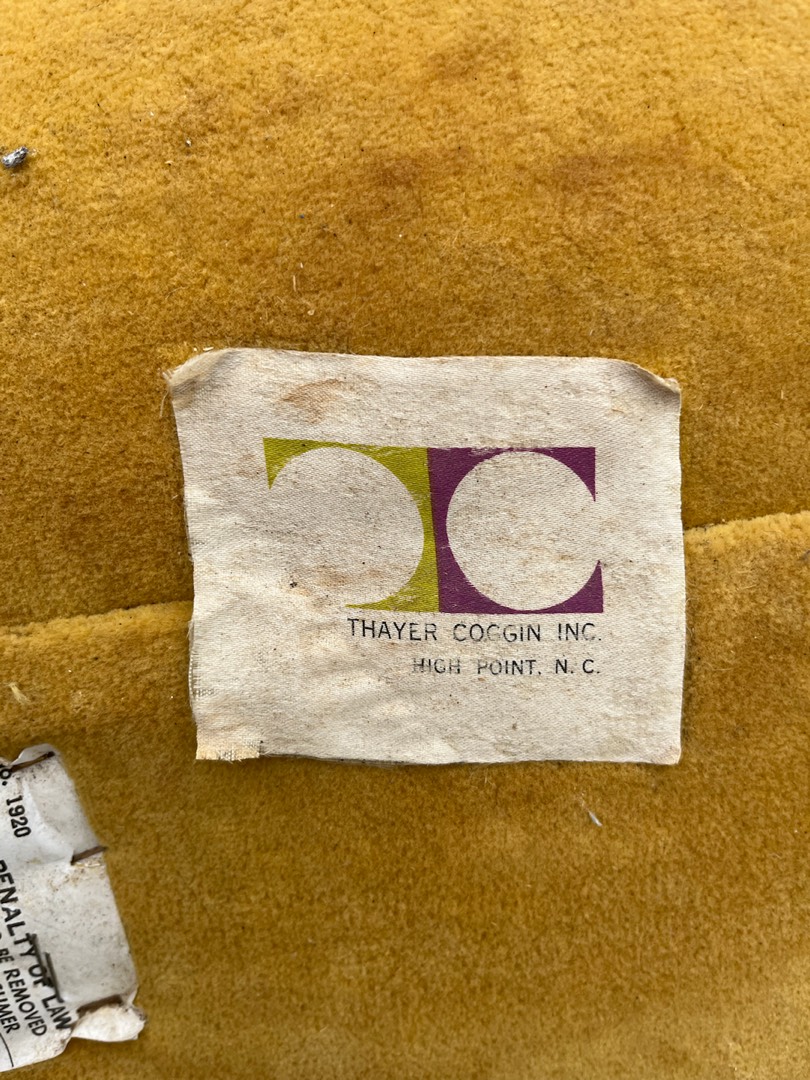 THAYER COGGIN INC.
HIGH POINT, N. C.
. 1920
PENALTY OF LAW
BE REMOVED